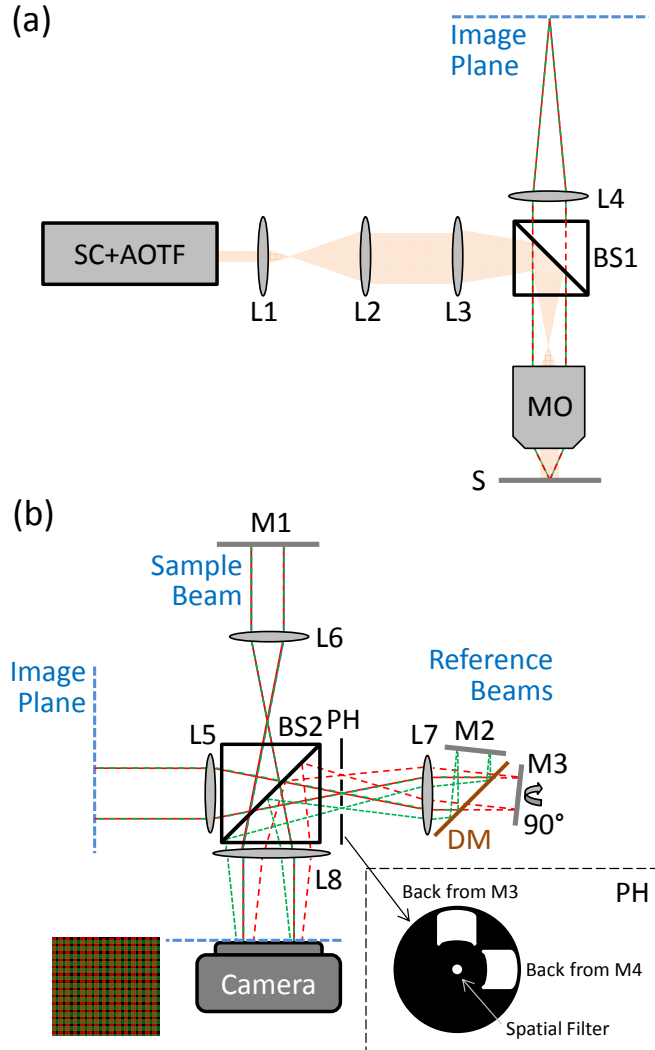 (a)
Image
Plane
L4
SC+AOTF
BS1
L1
L2
L3
MO
S
(b)
M1
Sample
Beam
L6
Image
Plane
Reference
Beams
L5
BS2
PH
L7
M2
M3
90°
DM
L8
Back from M3
PH
Camera
Back from M4
Spatial Filter